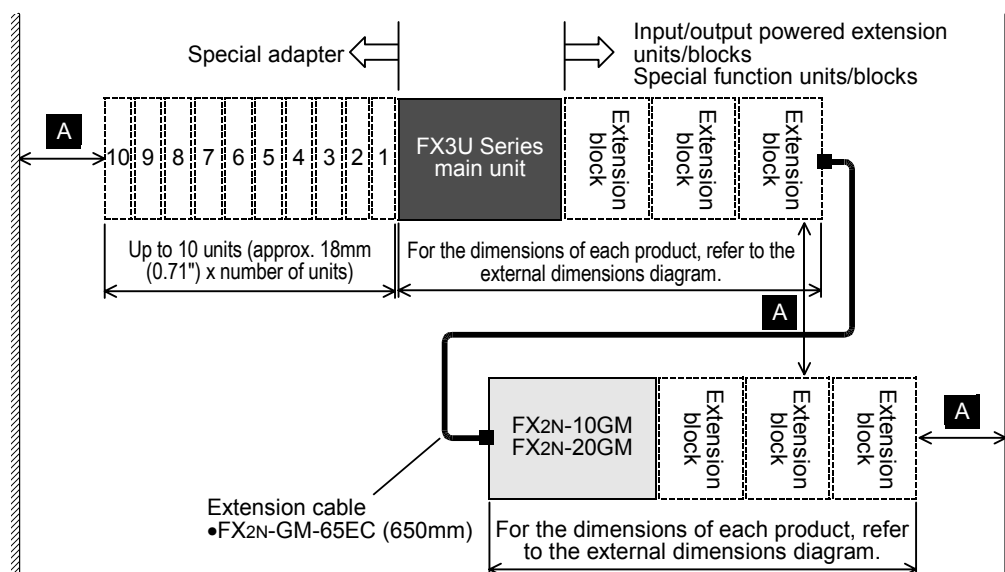 Special adapter
Input/output powered extension
units/blocks
Special function units/blocks
A
10 9 8 7 6 5 4 3 2 1
FX3U Series
main unit
Extension
block
Extension
block
Extension
block
Up to 10 units (approx. 18mm
(0.71") x number of units)
For the dimensions of each product, refer to the
external dimensions diagram.
A
FX2N-10GM
FX2N-20GM
Extension
block
Extension
block
Extension
block
A
Extension cable
•FX2N-GM-65EC (650mm)
For the dimensions of each product, refer
to the external dimensions diagram.